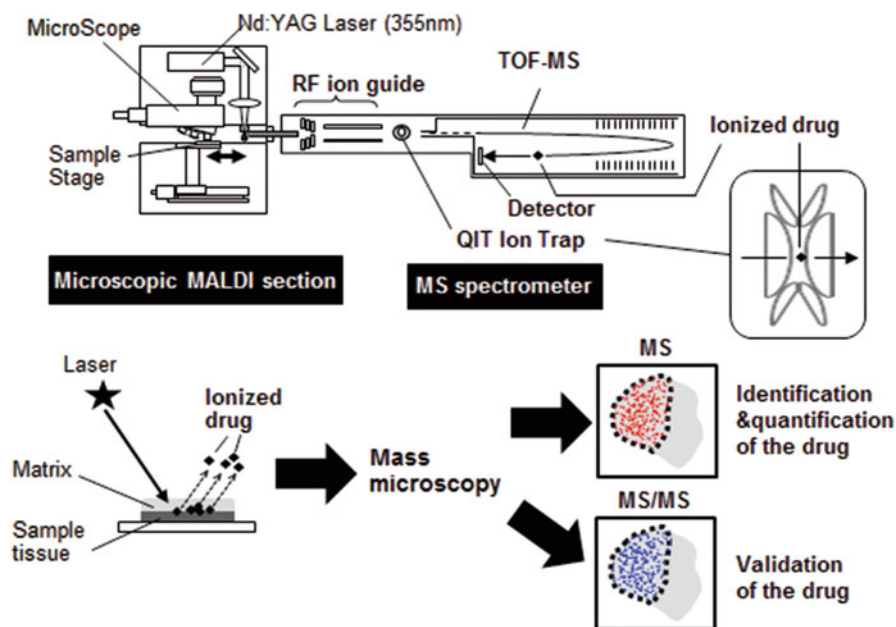 Nd:YAG Laser (355nm)
MicroScope
TOF-MS
RF ion guide
Ionized drug
Sample
Stage
Detector
QIT Ion Trap
Microscopic MALDI section
MS spectrometer
MS
Laser
Ionized
drug
Identification
&quantification
of the drug
Matrix
Mass
microscopy
Sample
tissue
MS/MS
Validation
of the drug